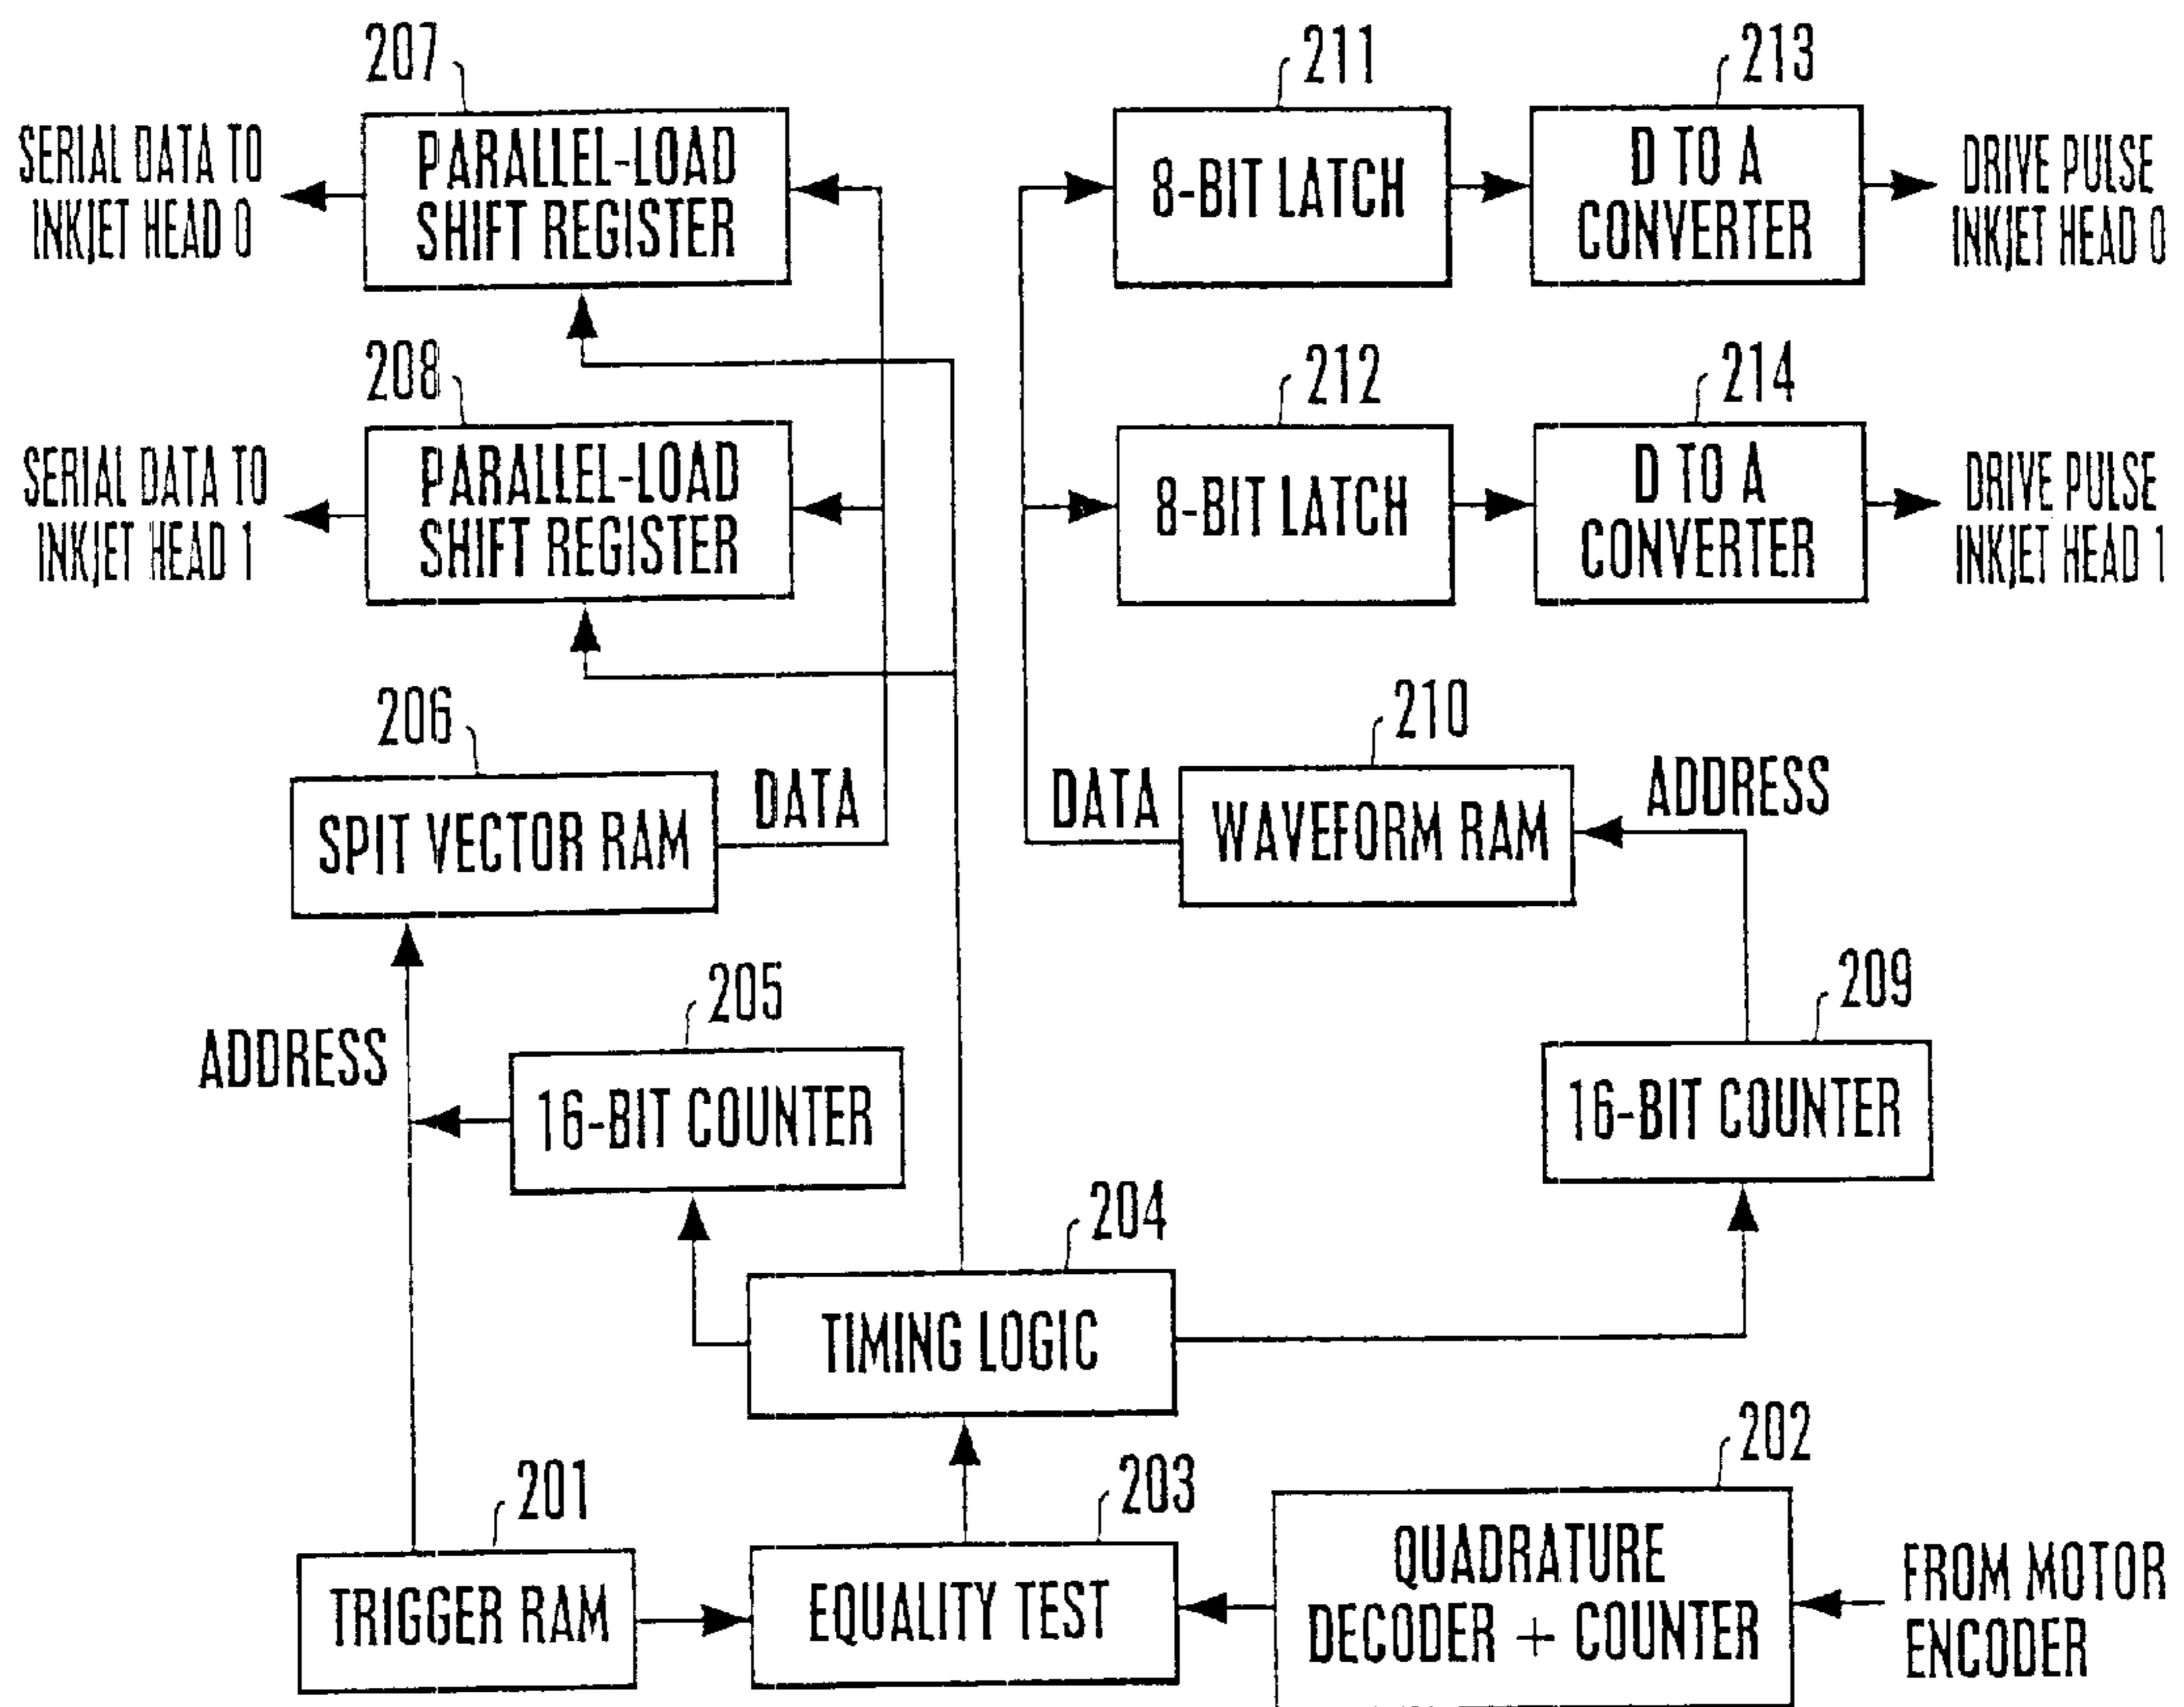 207
SERIAL DATA TO
INKJET HEAD 0
PARALLEL-LOAD
SHIFT REGISTER
211
8-BIT LATCH
213
D TO A
CONVERTER
DRIVE PULSE
INKJET HEAD 0
208
SERIAL DATA TO
INKJET HEAD 1
PARALLEL-LOAD
SHIFT REGISTER
212
8-BIT LATCH
214
D TO A
CONVERTER
DRIVE PULSE
INKJET HEAD 1
206
SPIT VECTOR RAM
DATA
DATA
210
WAVEFORM RAM
ADDRESS
ADDRESS
205
16-BIT COUNTER
209
16-BIT COUNTER
204
TIMING LOGIC
201
TRIGGER RAM
203
EQUALITY TEST
202
QUADRATURE
DECODER + COUNTER
FROM MOTOR
ENCODER